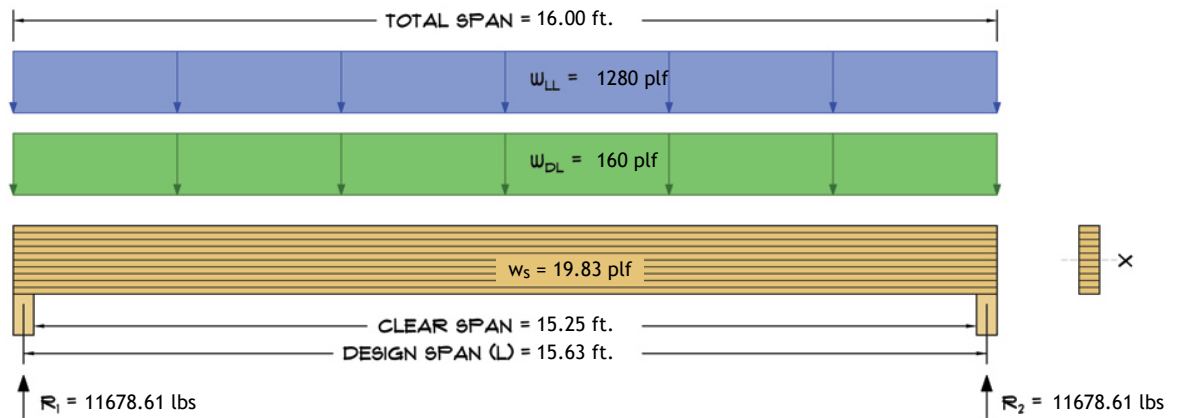 TOTAL SPAN = 16.00 ft.
WLL = 1280 plf
WDL = 160 plf
ws = 19.83 plf
X
CLEAR SPAN = 15.25 ft.
DESIGN SPAN (L) = 15.63 ft.
R1 = 11678.61 lbs
R2 = 11678.61 lbs